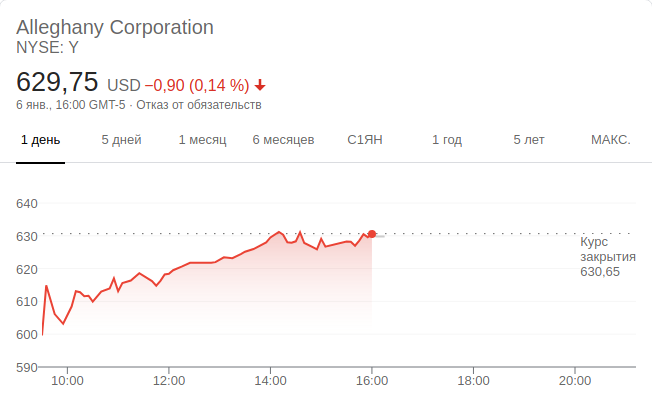 Alleghany Corporation
NYSE: Y
629,75 USD −0,90 (0,14 %)
6 янв., 16:00 GMT-5 · Отказ от обязательств
1 день 5 дней 1 месяц 6 месяцев С1ЯН 1 год 5 лет МАКС.
640
630
620
610
600
590
Курс
закрытия
630,65
10:00 12:00 14:00 16:00 18:00 20:00